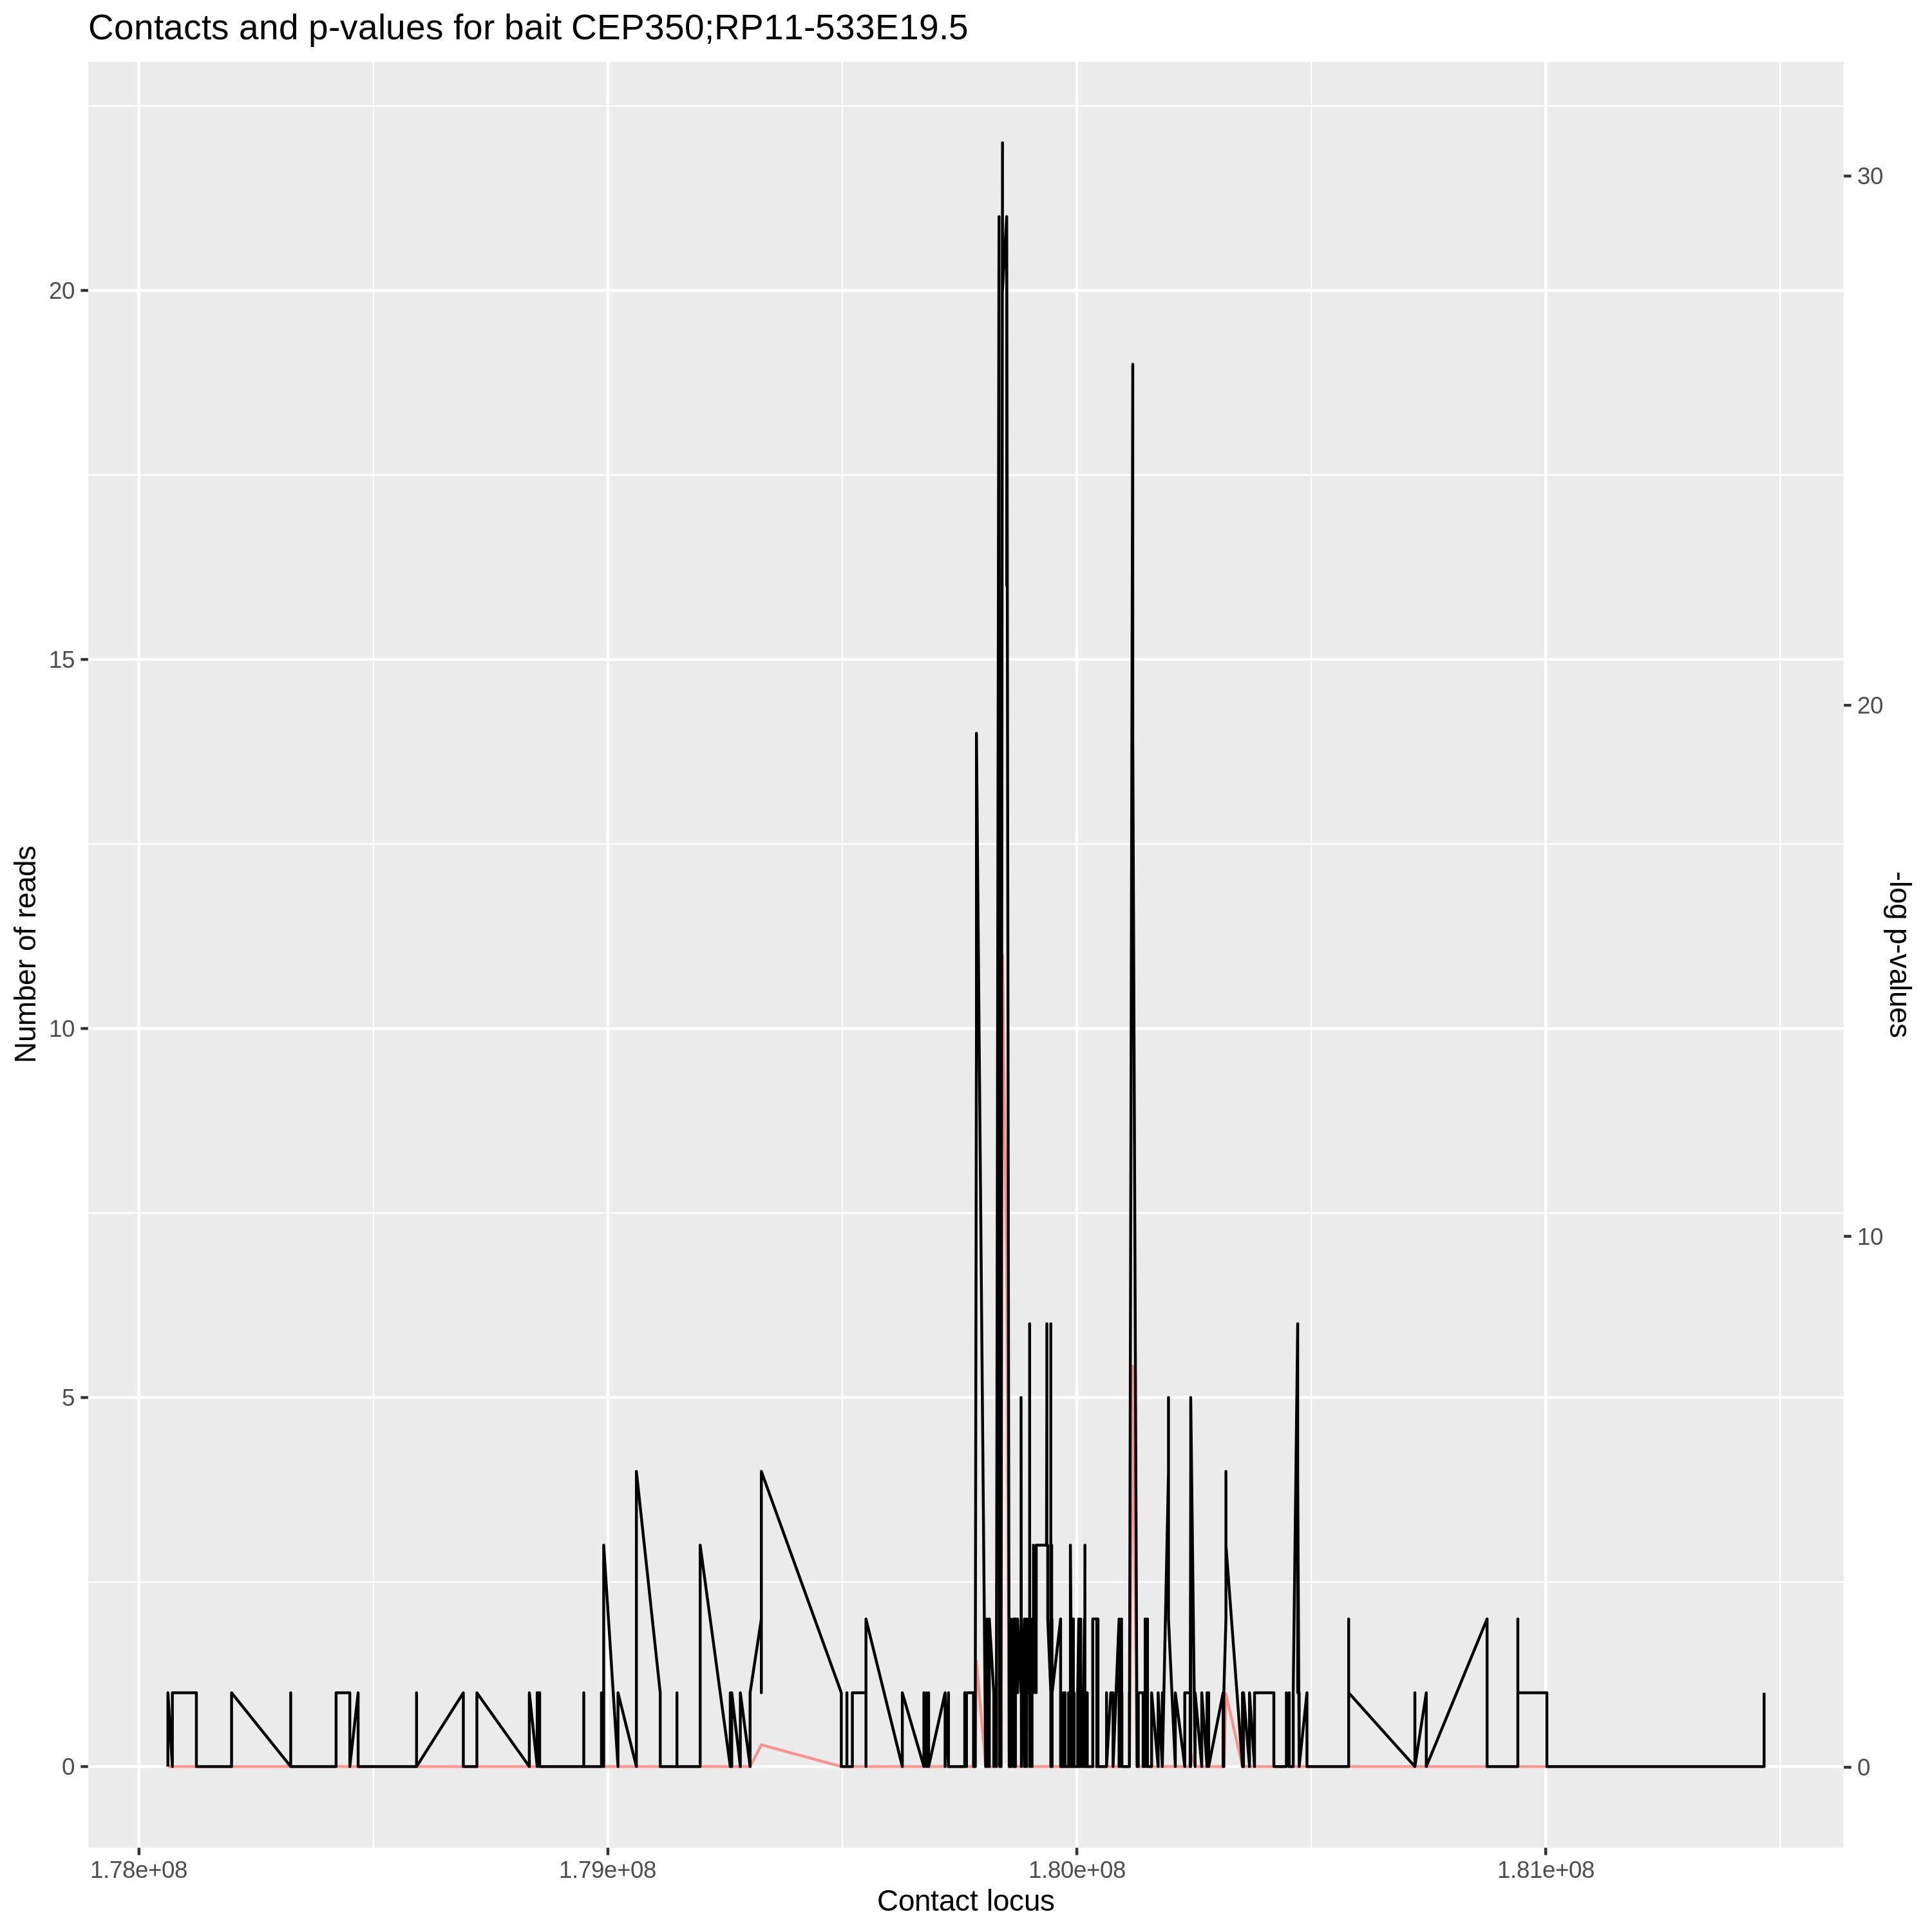 Contacts and p-values for bait CEP350;RP11-533E19.5
Number of reads
20
15
10
5
0
30
20
10
0
-log p-values
1.78e+08 1.79e+08 1.80e+08 1.81e+08
Contact locus